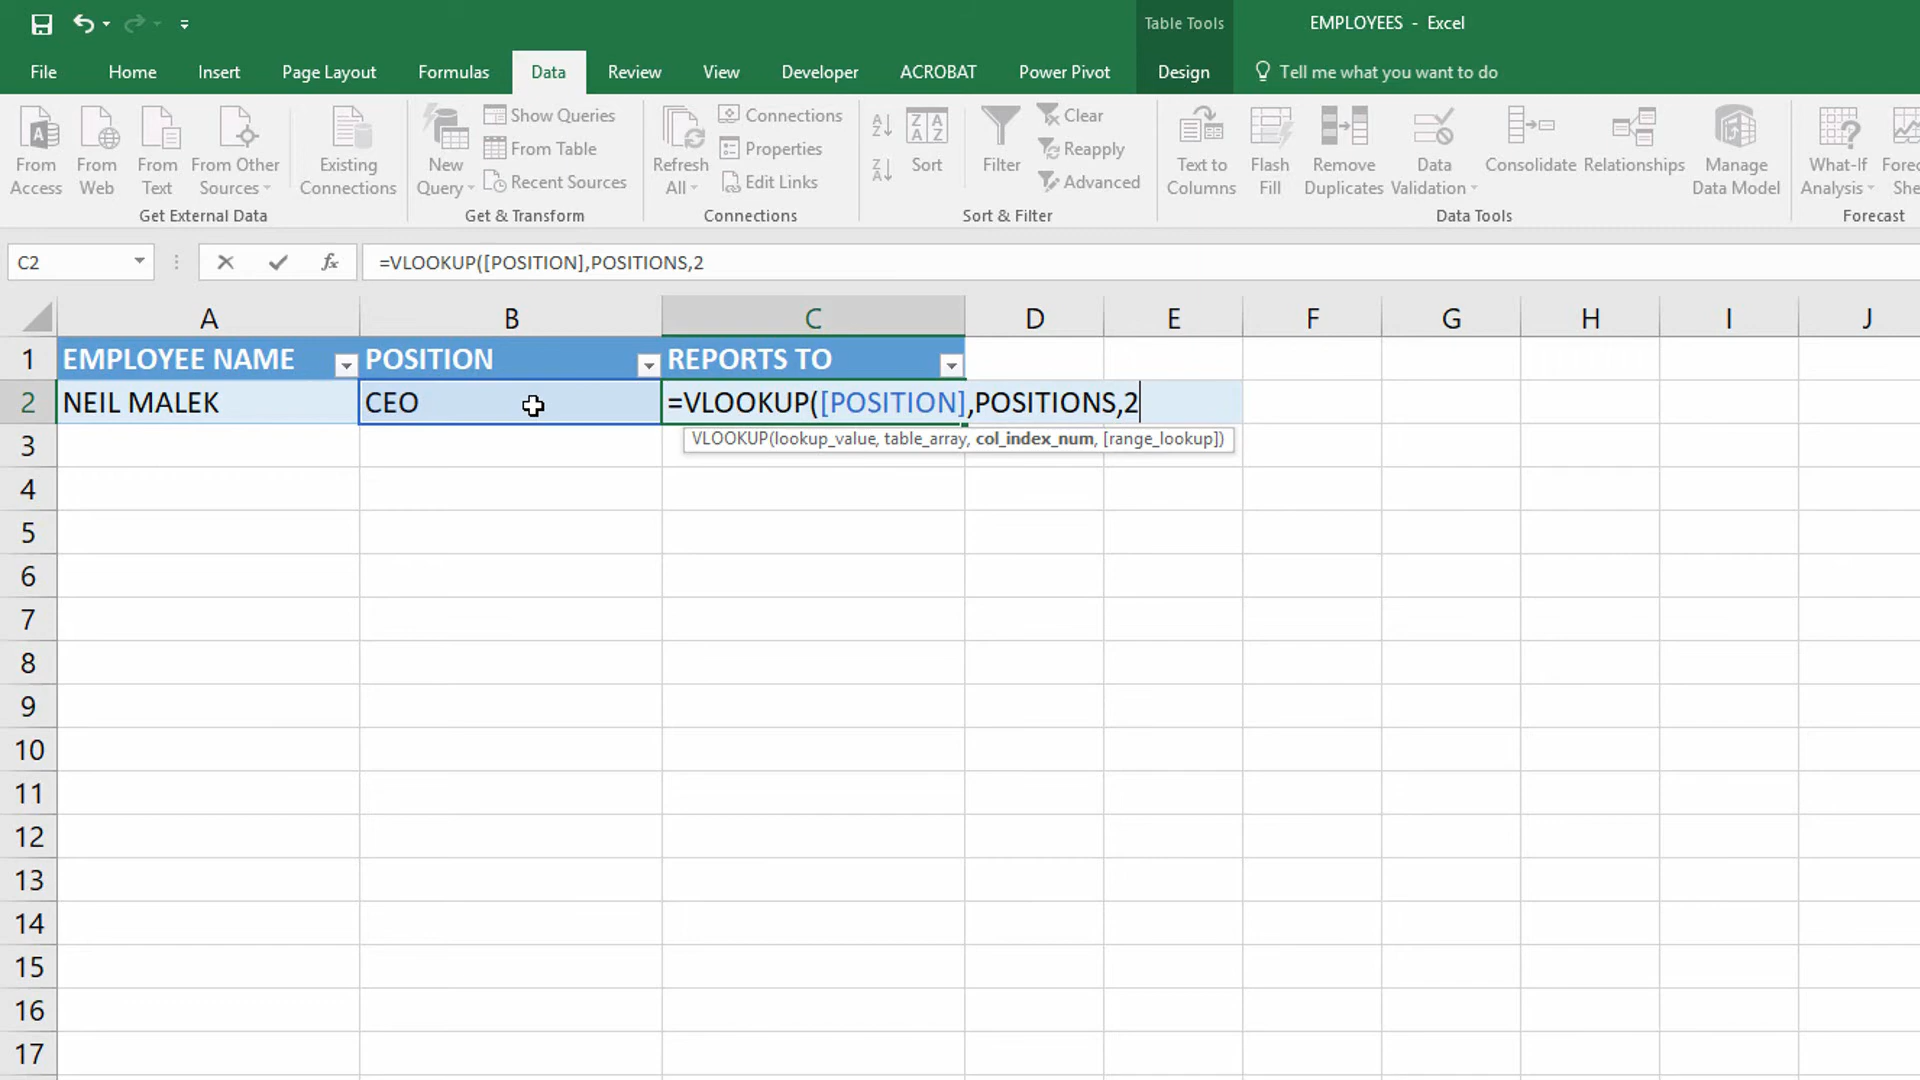 Table Tools
EMPLOYEES - Excel
File Home Insert Page Layout Formulas Data Review View Developer ACROBAT Power Pivot Design Tell me what you want to do
From Access
From Web
From Text
From Other Sources
Existing Connections
Get External Data
New Query
Show Queries
From Table
Recent Sources
Get & Transform
Refresh All
Connections
Properties
Edit Links
Connections
Sort
Filter
Clear
Reapply
Advanced
Sort & Filter
Text to Columns
Flash Fill
Remove Duplicates
Data Validation
Consolidate
Relationships
Manage Data Model
Data Tools
What-If Analysis
Forecast
C2 fx =VLOOKUP([POSITION],POSITIONS,2
A B C D E F G H I J
1 EMPLOYEE NAME POSITION REPORTS TO
2 NEIL MALEK CEO =VLOOKUP([POSITION],POSITIONS,2
VLOOKUP(lookup_value, table_array, col_index_num, [range_lookup])
3
4
5
6
7
8
9
10
11
12
13
14
15
16
17